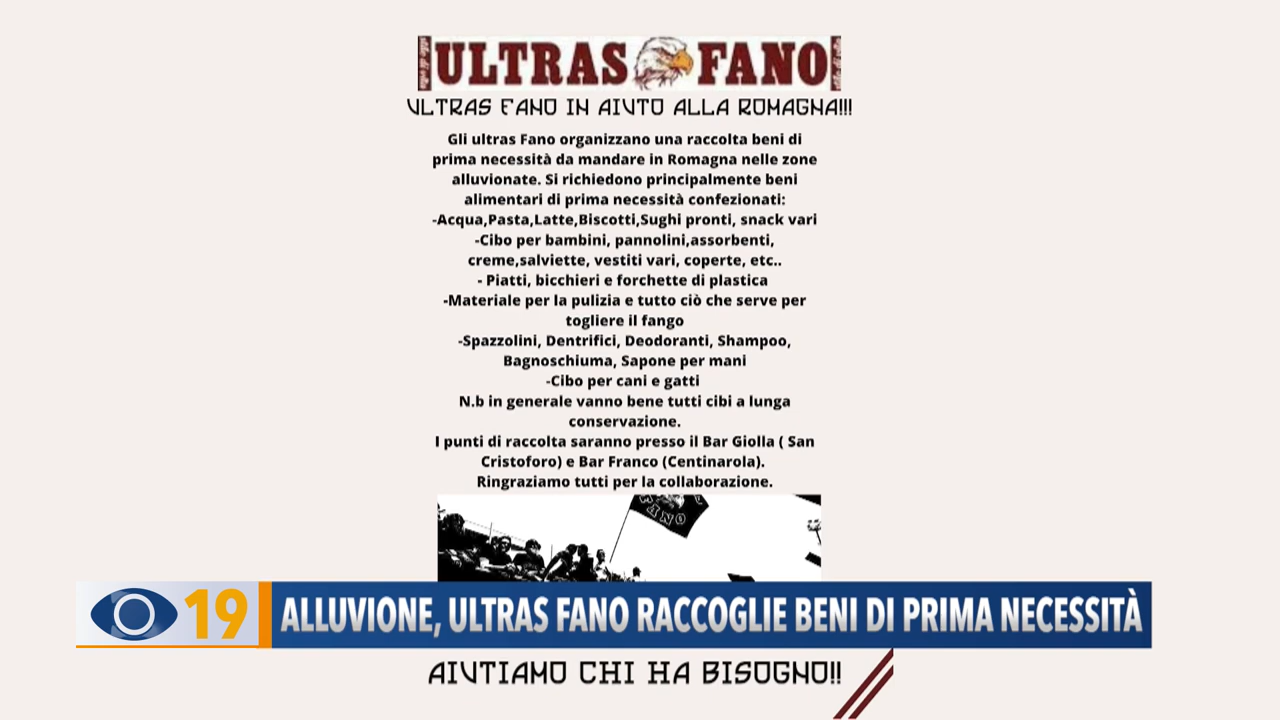 ULTRAS FANO
ULTRAS FANO IN AIUTO ALLA ROMAGNA!!!
Gli ultras Fano organizzano una raccolta beni di
prima necessità da mandare in Romagna nelle zone
alluvionate. Si richiedono principalmente beni
alimentari di prima necessità confezionati:
-Acqua,Pasta,Latte,Biscotti,Sughi pronti, snack vari
-Cibo per bambini, pannolini,assorbenti,
creme,salviette, vestiti vari, coperte, etc..
- Piatti, bicchieri e forchette di plastica
-Materiale per la pulizia e tutto ciò che serve per
togliere il fango
-Spazzolini, Dentrifici, Deodoranti, Shampoo,
Bagnoschiuma, Sapone per mani
-Cibo per cani e gatti
N.b in generale vanno bene tutti cibi a lunga
conservazione.
I punti di raccolta saranno presso il Bar Giolla ( San
Cristoforo) e Bar Franco (Centinarola).
Ringraziamo tutti per la collaborazione.
FANO
19
ALLUVIONE, ULTRAS FANO RACCOGLIE BENI DI PRIMA NECESSITÀ
AIUTIAMO CHI HA BISOGNO!!